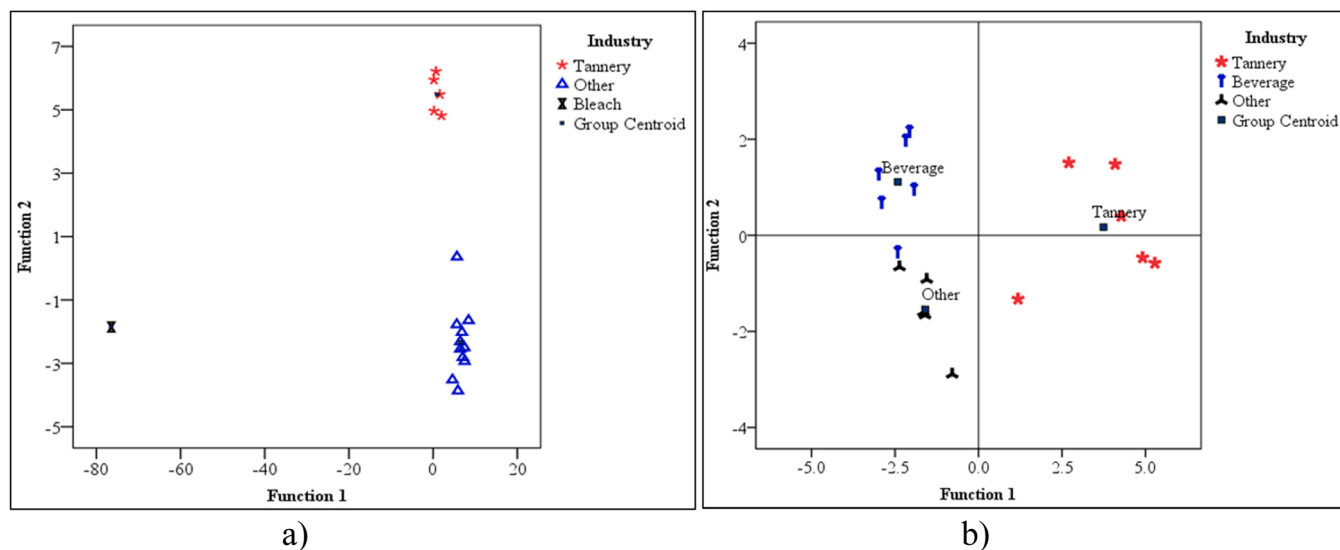 Industry
Tannery
Other
Bleach
Group Centroid
7
5
3
1
-1
-3
-5
Function 2
-80
-60
-40
-20
0
20
Function 1
a)
Industry
Tannery
Beverage
Other
Group Centroid
4
2
0
-2
-4
Function 2
Beverage
Tannery
Other
-5.0
-2.5
0.0
2.5
5.0
Function 1
b)